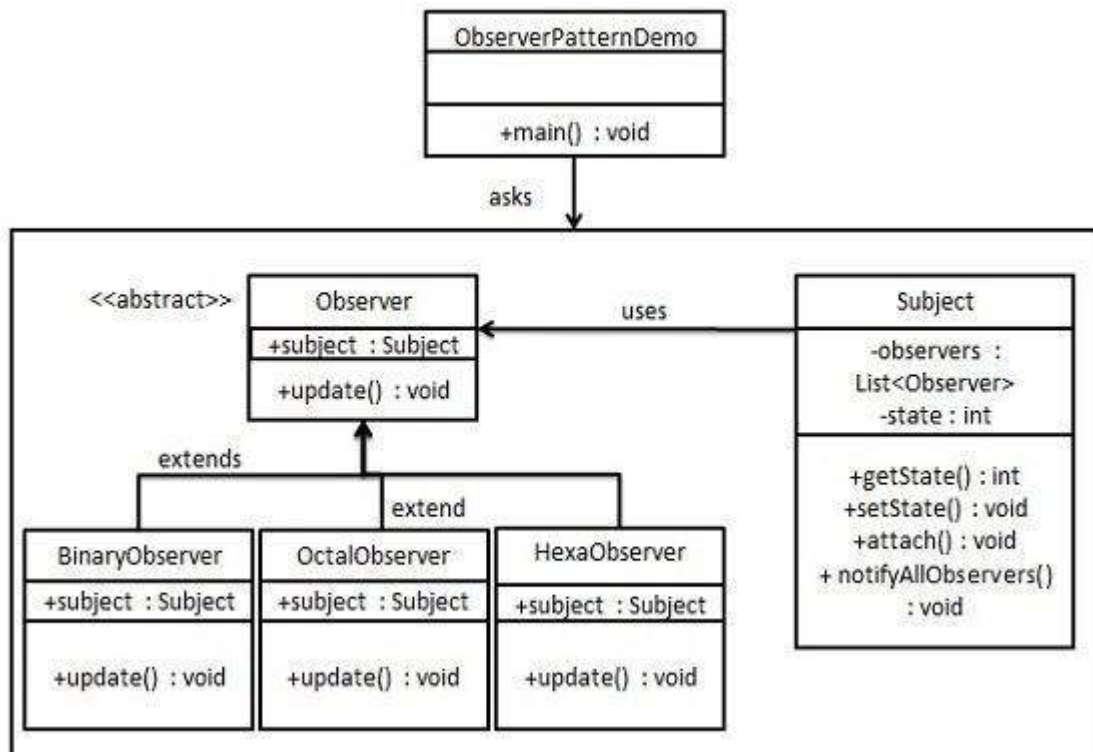 ObserverPatternDemo
+main() : void
asks
<<abstract>>
Observer
+subject : Subject
+update() : void
uses
Subject
-observers :
List<Observer>
-state : int
+getState() : int
+setState() : void
+attach() : void
+ notifyAllObservers()
: void
extends
extend
BinaryObserver
+subject : Subject
+update() : void
OctalObserver
+subject : Subject
+update() : void
HexaObserver
+subject : Subject
+update() : void